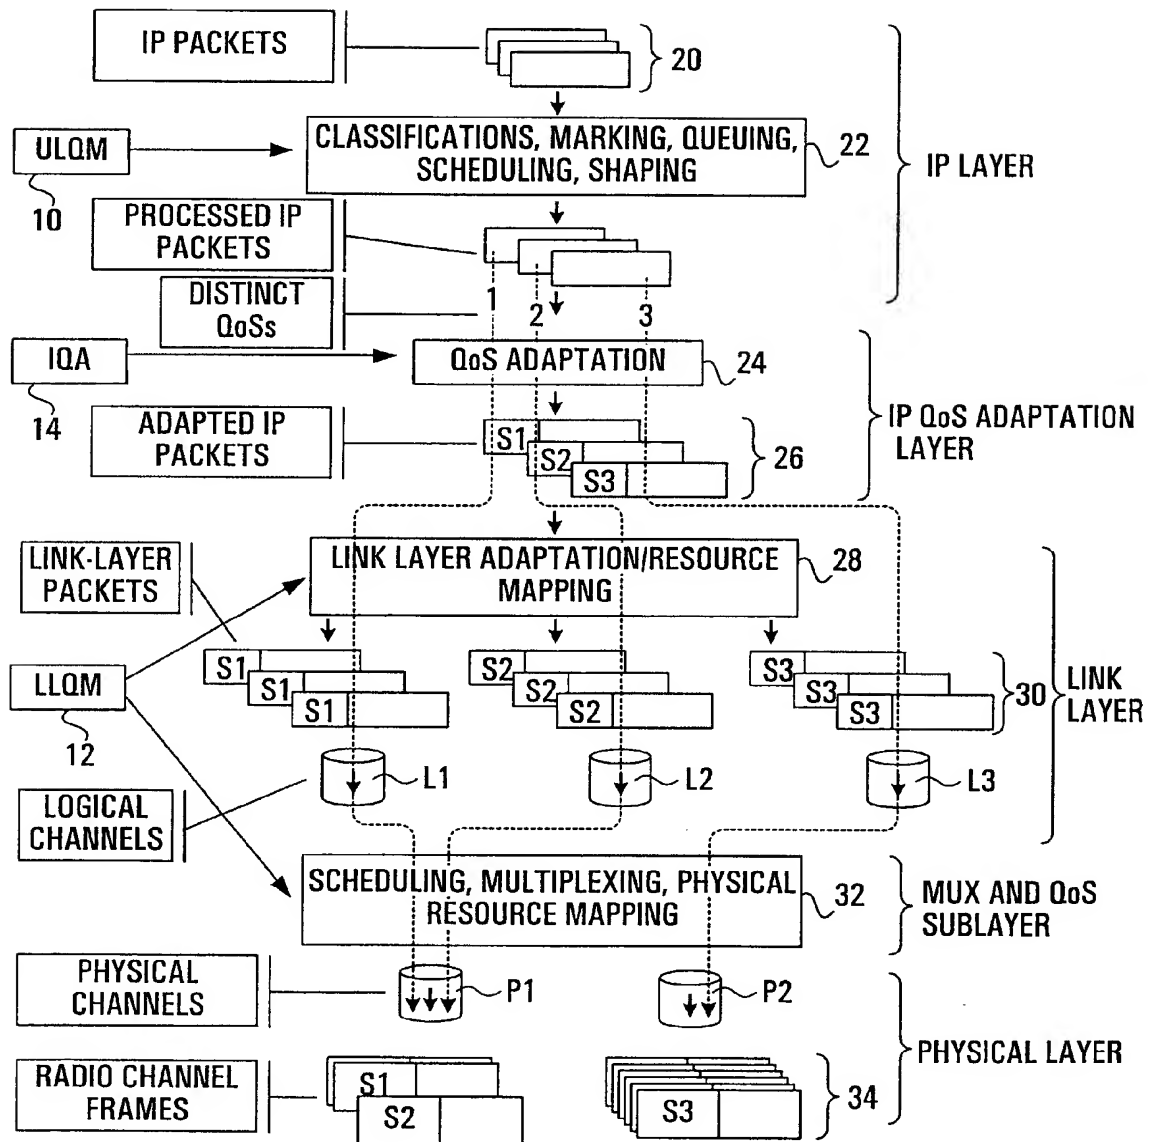 IP PACKETS
20
ULQM
10
CLASSIFICATIONS, MARKING, QUEUING,
SCHEDULING, SHAPING
22
IP LAYER
PROCESSED IP
PACKETS
DISTINCT
QoSs
1
2
3
IQA
14
QoS ADAPTATION
24
ADAPTED IP
PACKETS
S1
S2
S3
26
IP QoS ADAPTATION
LAYER
LINK-LAYER
PACKETS
LINK LAYER ADAPTATION/RESOURCE
MAPPING
28
LLQM
12
S1
S1
S1
S2
S2
S2
S3
S3
S3
30
LINK
LAYER
LOGICAL
CHANNELS
L1
L2
L3
SCHEDULING, MULTIPLEXING, PHYSICAL
RESOURCE MAPPING
32
MUX AND QoS
SUBLAYER
PHYSICAL
CHANNELS
P1
P2
PHYSICAL LAYER
RADIO CHANNEL
FRAMES
S1
S2
S3
34